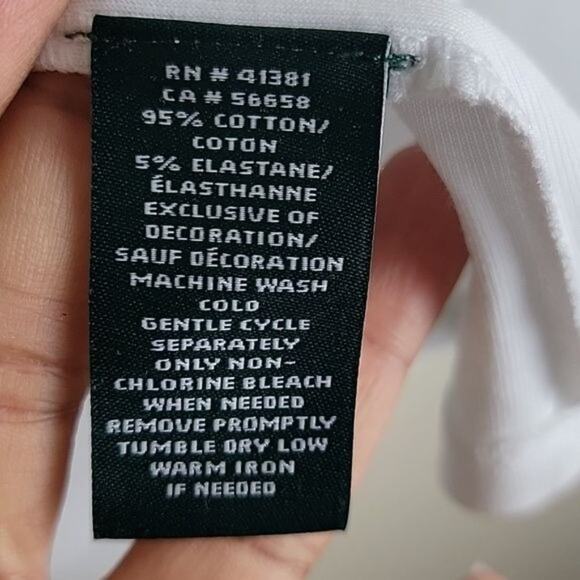 RN # 41381
CA # 56658
95% COTTON/
COTON
5% ELASTANE/
ÉLASTHANNE
EXCLUSIVE OF
DECORATION/
SAUF DÉCORATION
MACHINE WASH
COLD
GENTLE CYCLE
SEPARATELY
ONLY NON-
CHLORINE BLEACH
WHEN NEEDED
REMOVE PROMPTLY
TUMBLE DRY LOW
WARM IRON
IF NEEDED